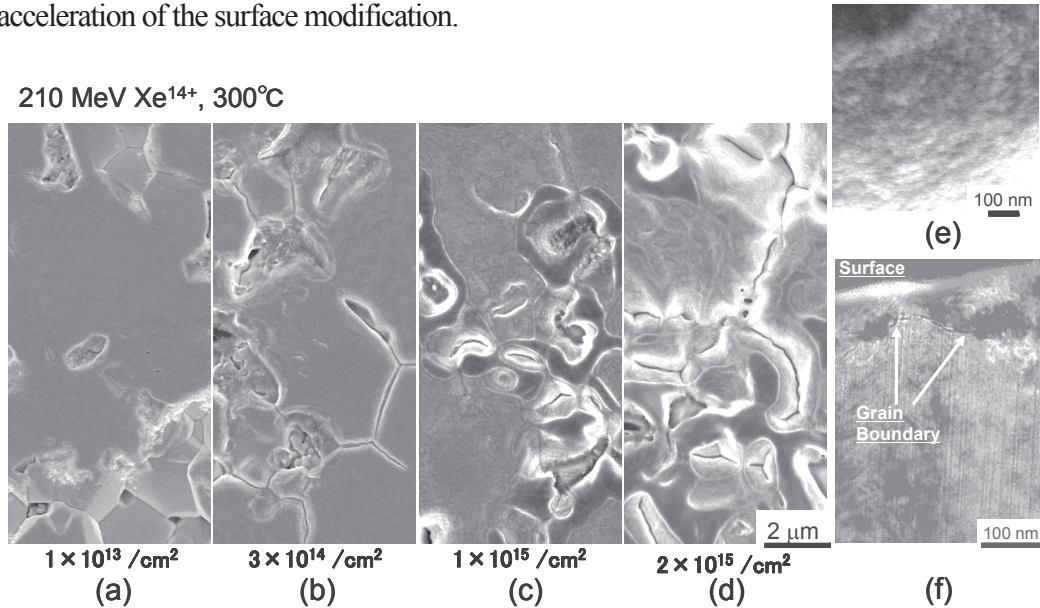 acceleration of the surface modification.
210 MeV Xe¹⁴⁺, 300℃
1×10¹³ /cm²
(a)
3×10¹⁴ /cm²
(b)
1×10¹⁵ /cm²
(c)
2 μm
2×10¹⁵ /cm²
(d)
100 nm
(e)
Surface
Grain
Boundary
100 nm
(f)